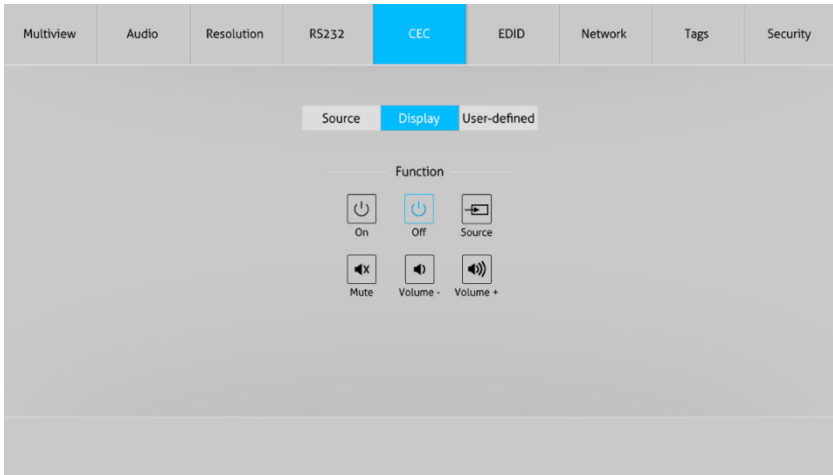 Multiview Audio Resolution RS232 CEC EDID Network Tags Security
Source Display User-defined
Function
On Off Source
Mute Volume - Volume +